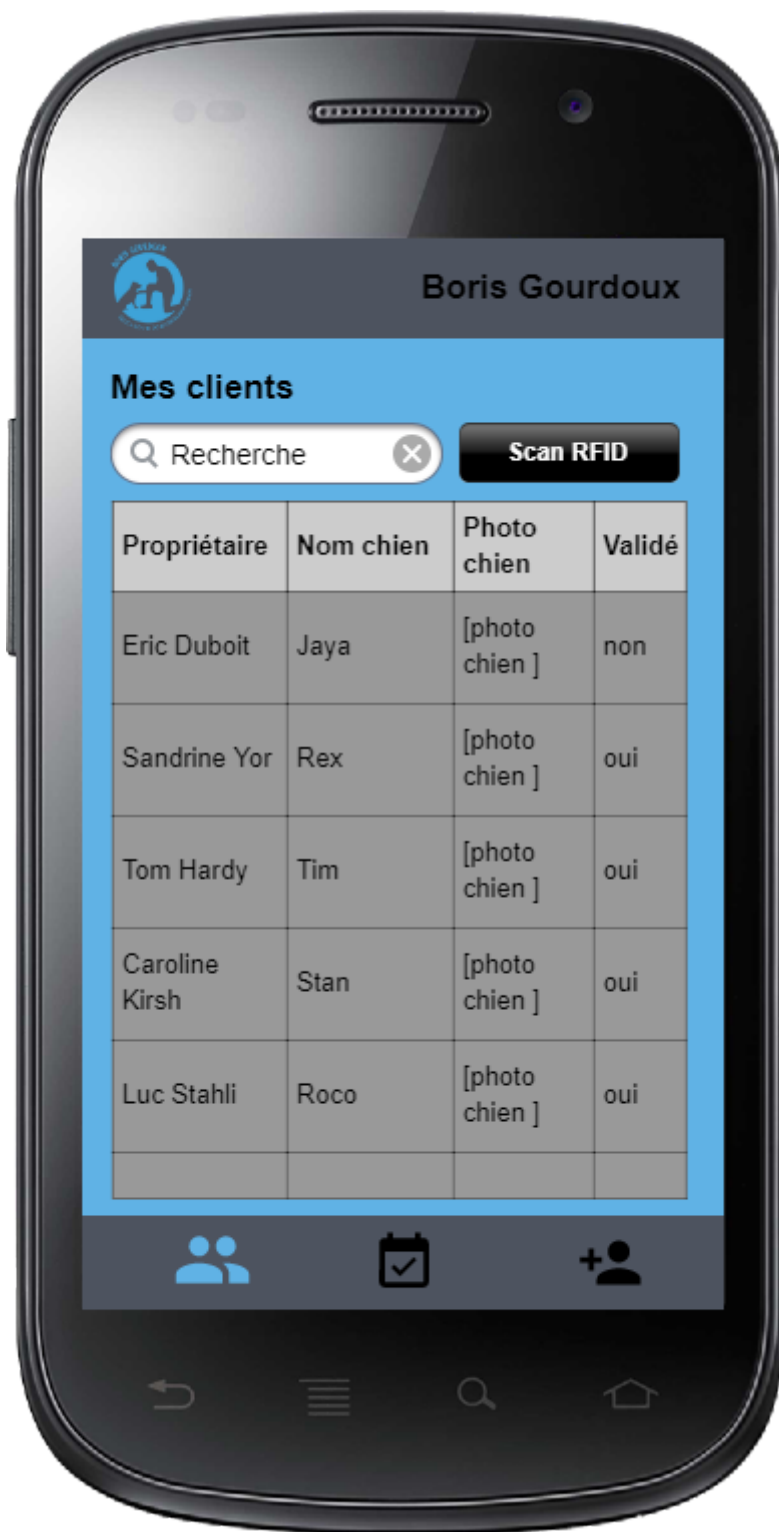 Boris Gourdoux
Mes clients
Recherche
Scan RFID
Propriétaire Nom chien Photo chien Validé
Eric Duboit Jaya [photo chien ] non
Sandrine Yor Rex [photo chien ] oui
Tom Hardy Tim [photo chien ] oui
Caroline Kirsh Stan [photo chien ] oui
Luc Stahli Roco [photo chien ] oui